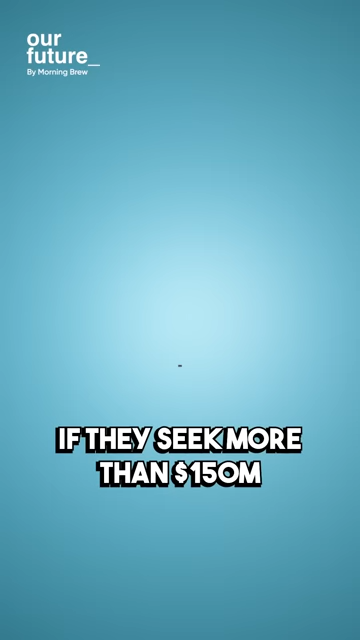 our
future_
By Morning Brew
IF THEY SEEK MORE
THAN $150M